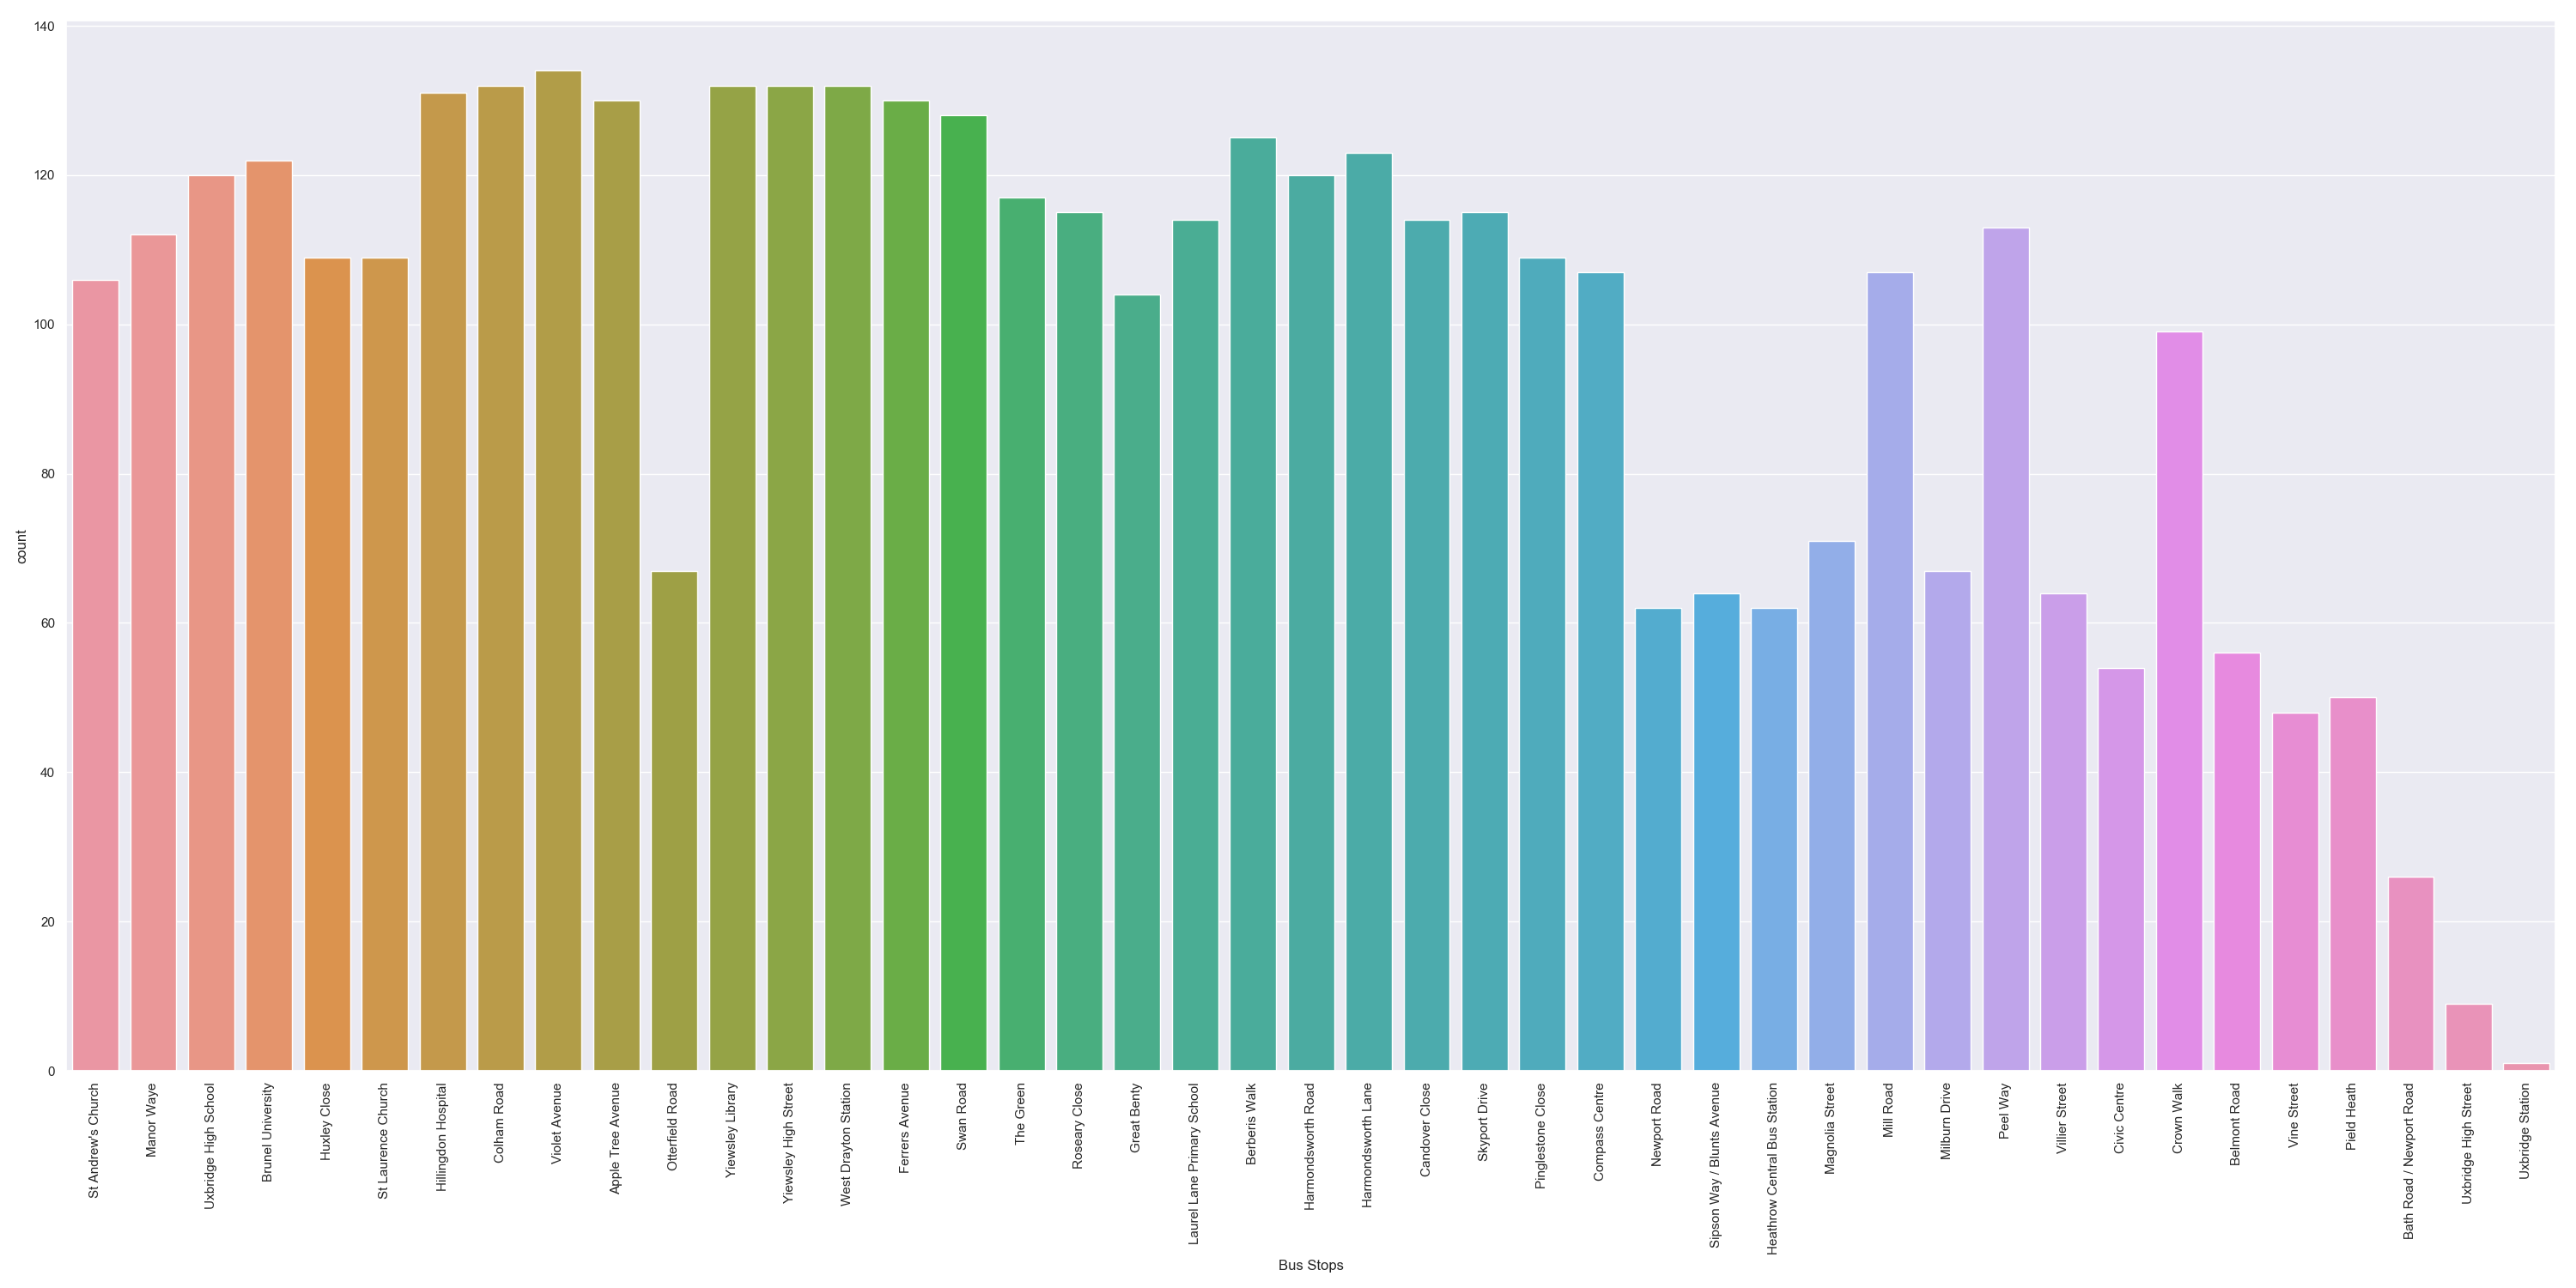 140
120
100
80
60
40
20
0
count
St Andrew's Church
Manor Waye
Uxbridge High School
Brunel University
Huxley Close
St Laurence Church
Hillingdon Hospital
Colham Road
Violet Avenue
Apple Tree Avenue
Otterfield Road
Yiewsley Library
Yiewsley High Street
West Drayton Station
Ferrers Avenue
Swan Road
The Green
Roseary Close
Great Benty
Laurel Lane Primary School
Berberis Walk
Harmondsworth Road
Harmondsworth Lane
Candover Close
Skyport Drive
Pinglestone Close
Compass Centre
Newport Road
Sipson Way / Blunts Avenue
Heathrow Central Bus Station
Magnolia Street
Mill Road
Milburn Drive
Peel Way
Villier Street
Civic Centre
Crown Walk
Belmont Road
Vine Street
Pield Heath
Bath Road / Newport Road
Uxbridge High Street
Uxbridge Station
Bus Stops